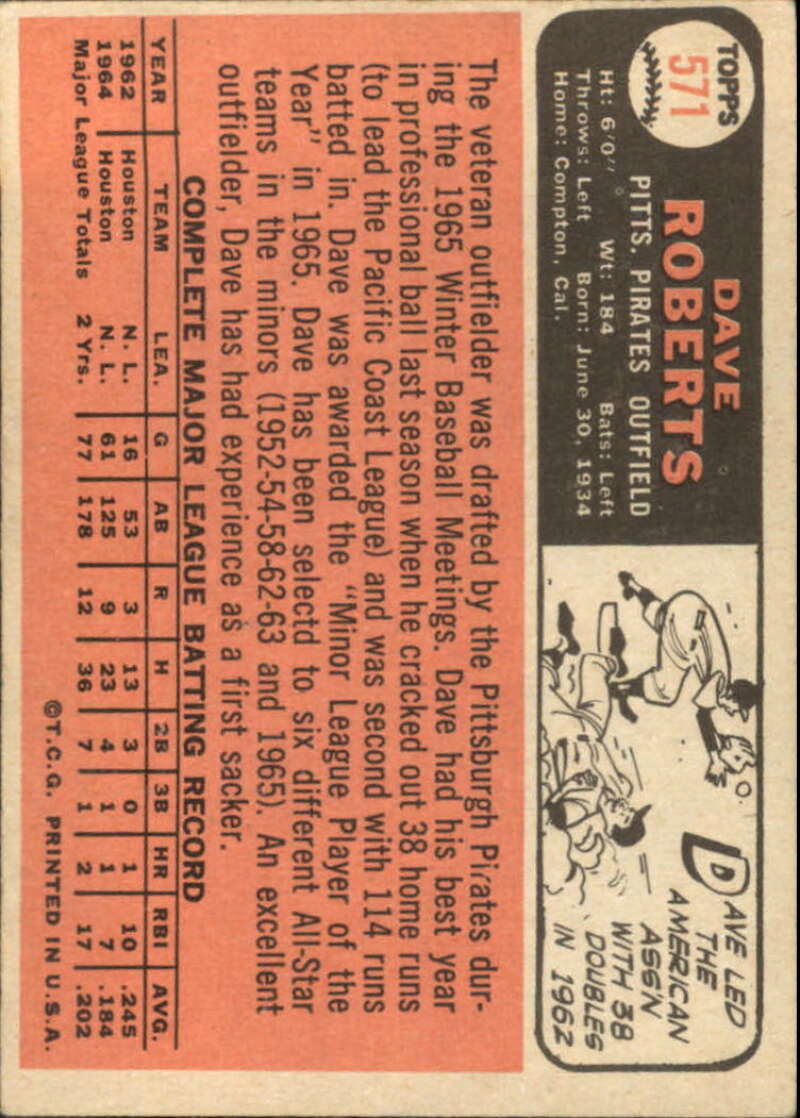 TOPPS
571
DAVE
ROBERTS
PITTS. PIRATES OUTFIELD
Ht: 6'0" Wt: 184 Bats: Left
Throws: Left Born: June 30, 1934
Home: Compton, Cal.
DAVE LED
THE
AMERICAN
ASS'N
WITH 38
DOUBLES
IN 1962
The veteran outfielder was drafted by the Pittsburgh Pirates dur-
ing the 1965 Winter Baseball Meetings. Dave had his best year
in professional ball last season when he cracked out 38 home runs
(to lead the Pacific Coast League) and was second with 114 runs
batted in. Dave was awarded the "Minor League Player of the
Year" in 1965. Dave has been selectd to six different All-Star
teams in the minors (1952-54-58-62-63 and 1965). An excellent
outfielder, Dave has had experience as a first sacker.
COMPLETE MAJOR LEAGUE BATTING RECORD
YEAR TEAM LEA. G AB R H 2B 3B HR RBI AVG.
1962 Houston N. L. 16 53 3 13 3 0 1 10 .245
1964 Houston N. L. 61 125 9 23 4 1 1 7 .184
Major League Totals 2 Yrs. 77 178 12 36 7 1 2 17 .202
©T.C.G. PRINTED IN U.S.A.